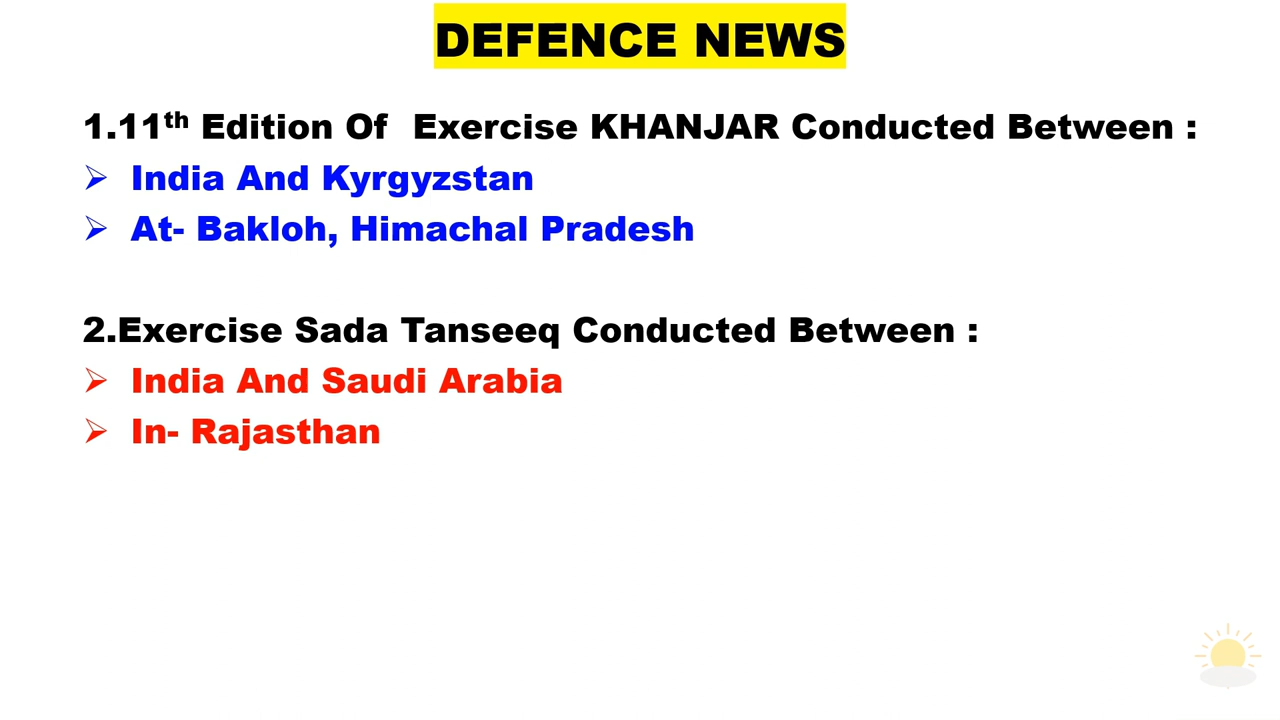 DEFENCE NEWS
1.11th Edition Of Exercise KHANJAR Conducted Between :
➢ India And Kyrgyzstan
➢ At- Bakloh, Himachal Pradesh
2.Exercise Sada Tanseeq Conducted Between :
➢ India And Saudi Arabia
➢ In- Rajasthan